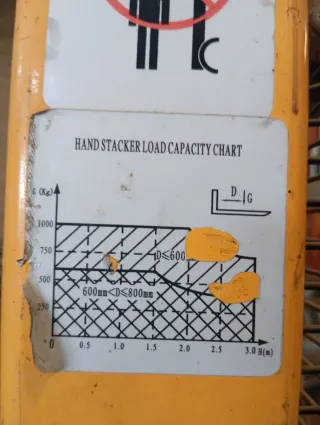 HAND STACKER LOAD CAPACITY CHART
D
G
G (Kg)
1000
750
500
250
0
D≤600
600mm<D≤800mm
0.5 1.0 1.5 2.0 2.5 3.0 H(m)